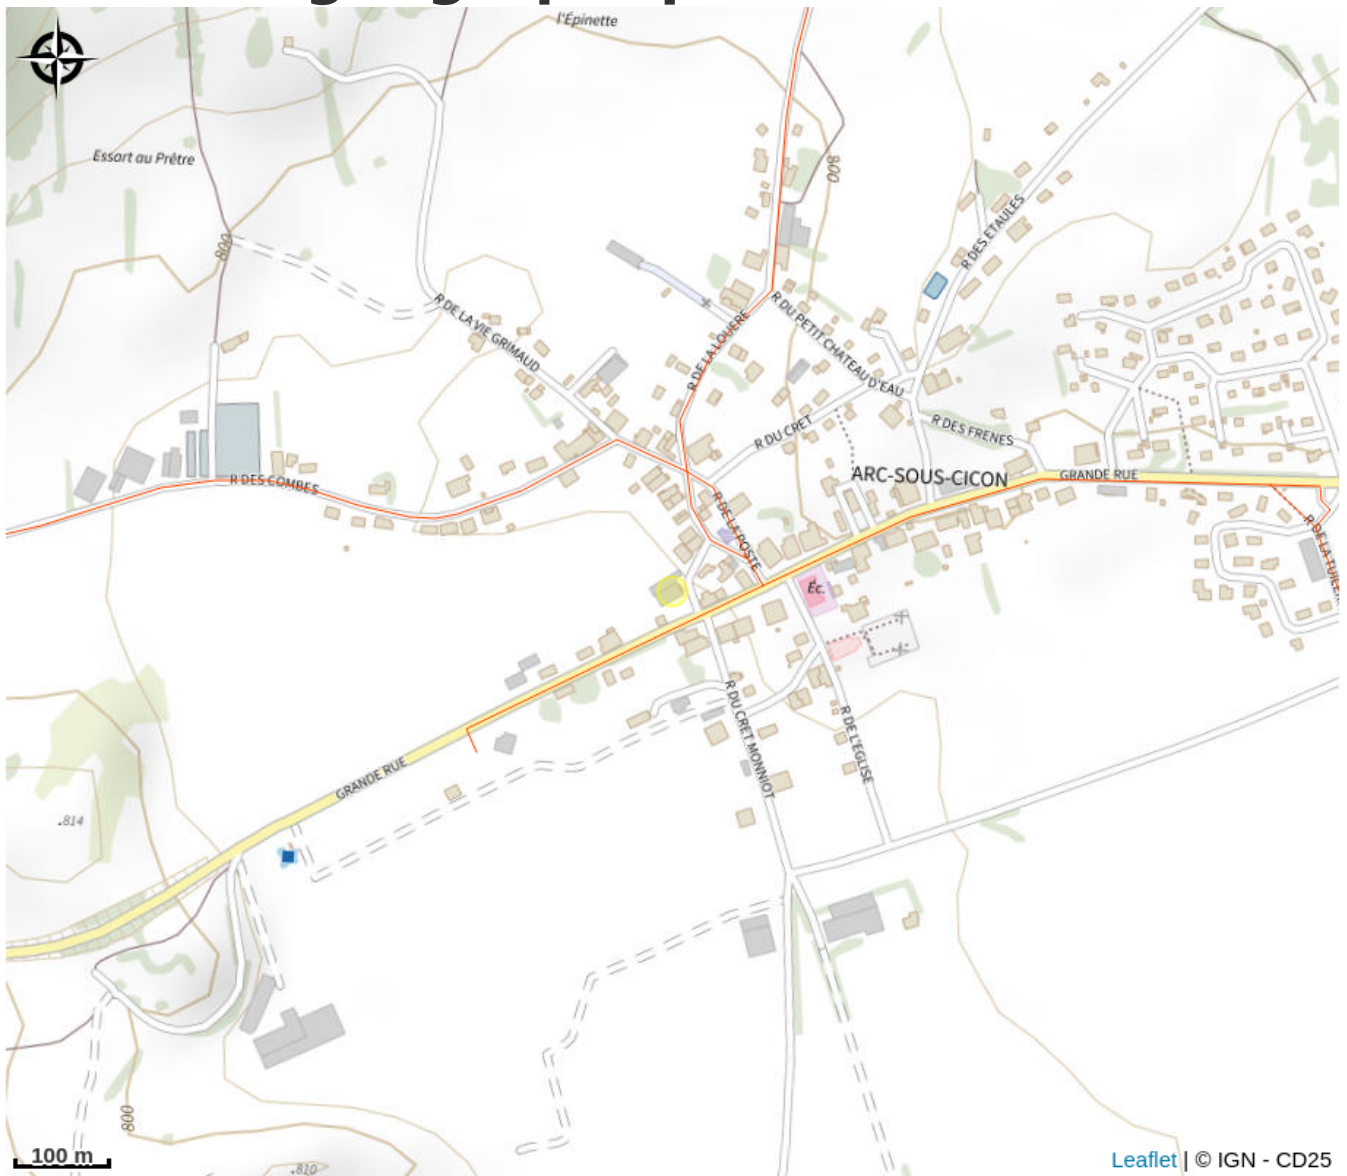 l'Épinette
Essart au Prêtre
800
800
R DES ETAULES
R DE LA VIE GRIMAUD
R DE LA LOUERE
R DU PETIT CHATEAU D'EAU
R DU CRET
R DES FRENES
ARC-SOUS-CICON
GRANDE RUE
R DES COMBES
R DE LA POSTE
R DE LA TUILER
Éc.
R DU CRET MONNIOT
R DE L'EGLISE
GRANDE RUE
.814
800
100 m
.810
Leaflet | © IGN - CD25